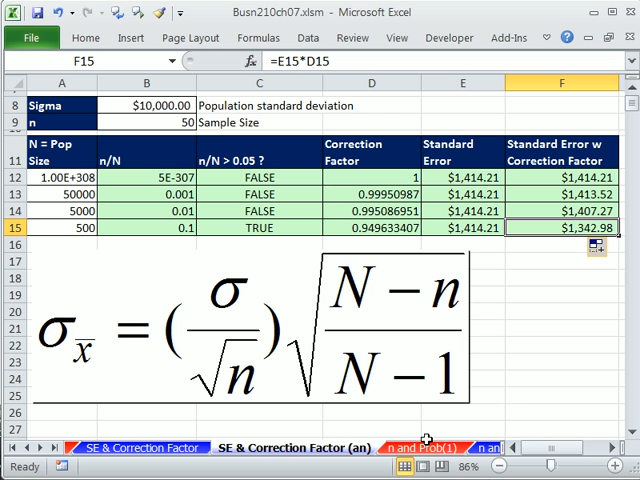 Busn210ch07.xlsm - Microsoft Excel
File Home Insert Page Layout Formulas Data Review View Developer Add-Ins
F15 fx =E15*D15
A B C D E F
8 Sigma $10,000.00 Population standard deviation
9 n 50 Sample Size
10
N = Pop Correction Standard Standard Error w
11 Size n/N n/N > 0.05 ? Factor Error Correction Factor
12 1.00E+308 5E-307 FALSE 1 $1,414.21 $1,414.21
13 50000 0.001 FALSE 0.99950987 $1,414.21 $1,413.52
14 5000 0.01 FALSE 0.995086951 $1,414.21 $1,407.27
15 500 0.1 TRUE 0.949633407 $1,414.21 $1,342.98
16
17
18
19
20
21
22
23
24
25
26
27
σx̅ = (σ/√n)√((N − n)/(N − 1))
SE & Correction Factor SE & Correction Factor (an) n and Prob(1) n an
Ready 86%